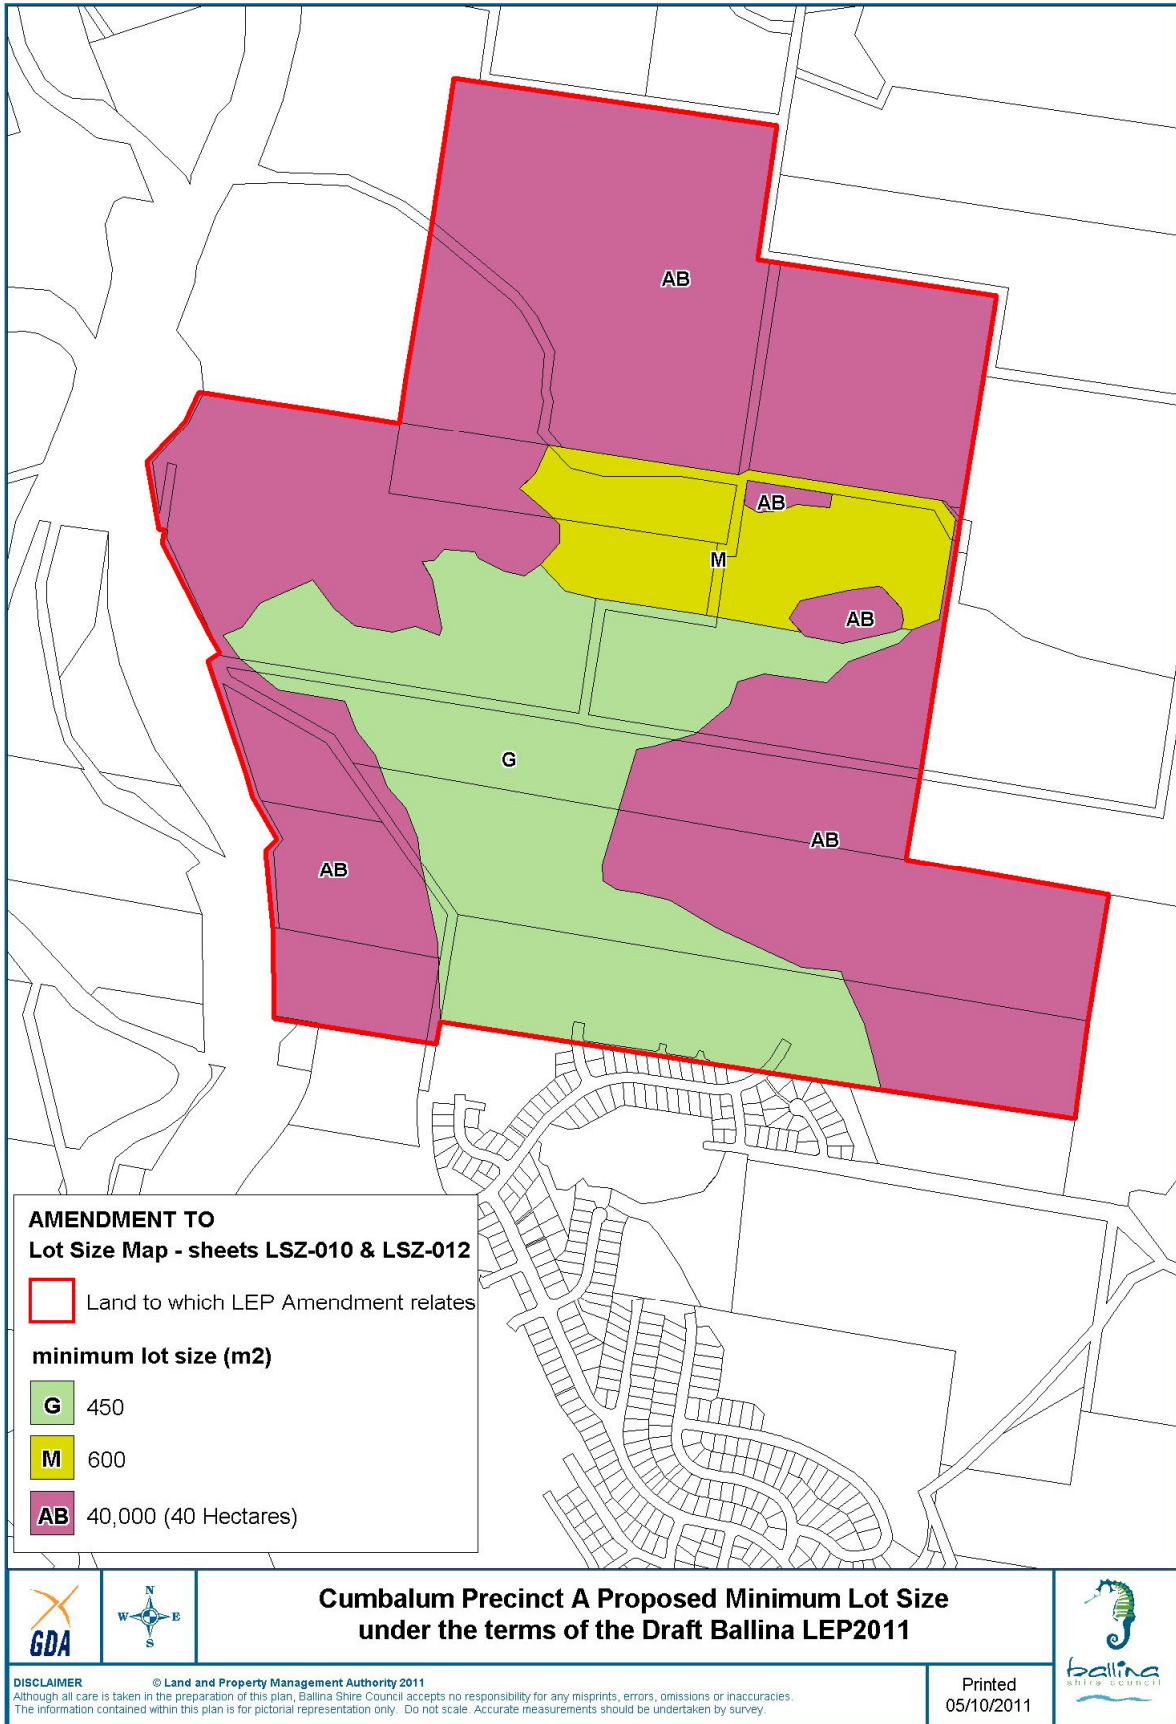 AB
AB
M
AB
G
AB
AB
AMENDMENT TO
Lot Size Map - sheets LSZ-010 & LSZ-012
Land to which LEP Amendment relates
minimum lot size (m2)
G 450
M 600
AB 40,000 (40 Hectares)
GDA
N
W E
S
Cumbalum Precinct A Proposed Minimum Lot Size
under the terms of the Draft Ballina LEP2011
ballina
shire council
DISCLAIMER © Land and Property Management Authority 2011
Although all care is taken in the preparation of this plan, Ballina Shire Council accepts no responsibility for any misprints, errors, omissions or inaccuracies.
The information contained within this plan is for pictorial representation only. Do not scale. Accurate measurements should be undertaken by survey.
Printed
05/10/2011